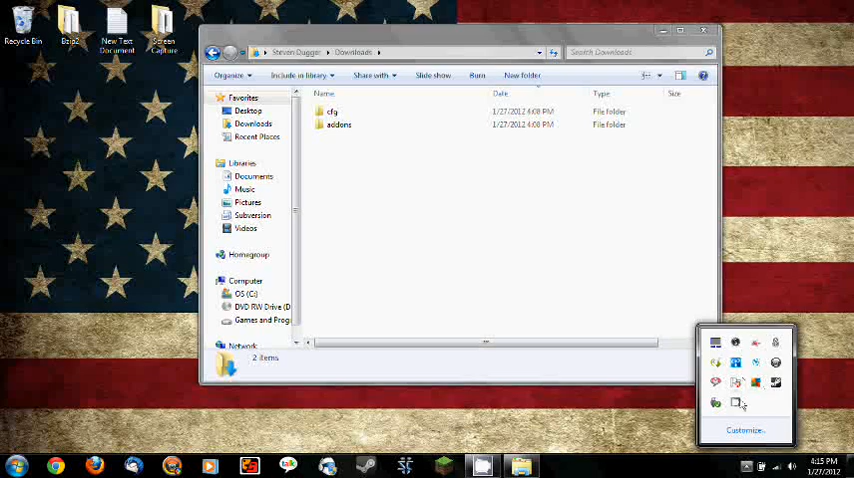 Recycle Bin
Bzip2
New Text Document
Screen Capture
Steven Dugger ▸ Downloads ▸
Search Downloads
Organize
Include in library
Share with
Slide show
Burn
New folder
Name
Date
Type
Size
cfg
1/27/2012 4:08 PM
File folder
addons
1/27/2012 4:08 PM
File folder
Favorites
Desktop
Downloads
Recent Places
Libraries
Documents
Music
Pictures
Subversion
Videos
Homegroup
Computer
OS (C:)
DVD RW Drive (D
Games and Prog
Network
2 items
Customize...
talk
4:15 PM
1/27/2012